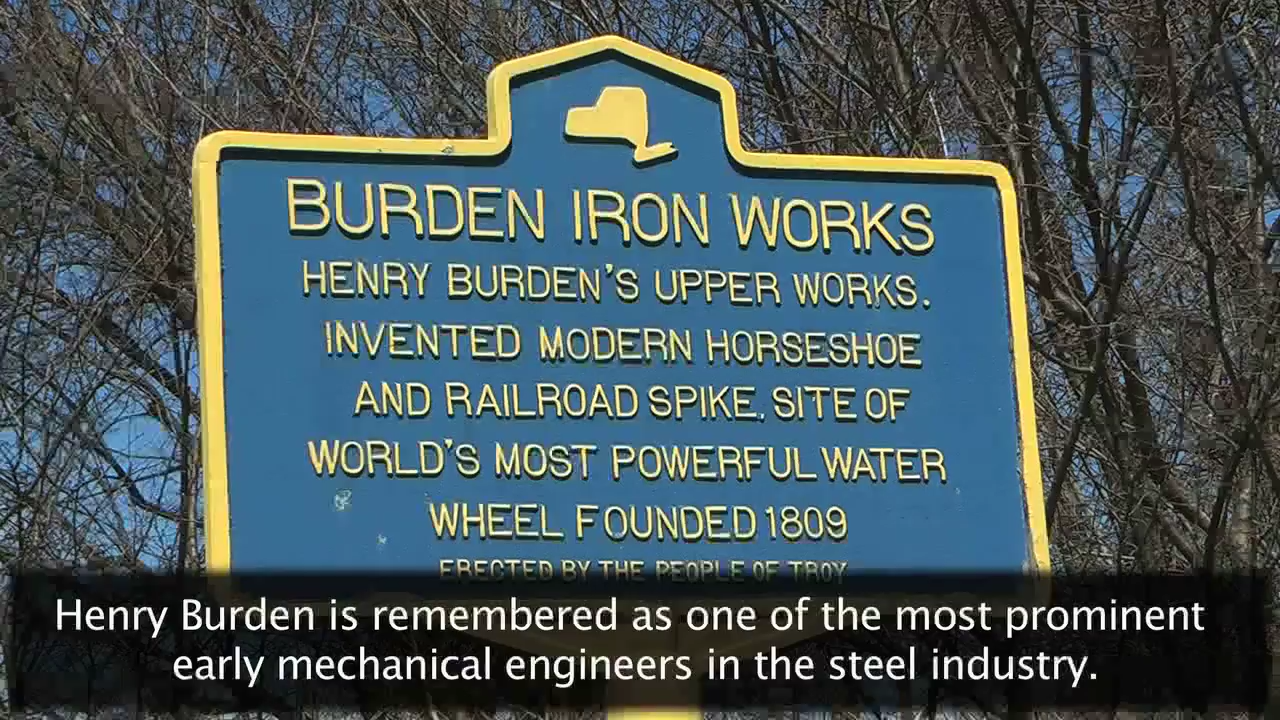 BURDEN IRON WORKS
HENRY BURDEN'S UPPER WORKS.
INVENTED MODERN HORSESHOE
AND RAILROAD SPIKE. SITE OF
WORLD'S MOST POWERFUL WATER
WHEEL FOUNDED 1809
ERECTED BY THE PEOPLE OF TROY
Henry Burden is remembered as one of the most prominent
early mechanical engineers in the steel industry.